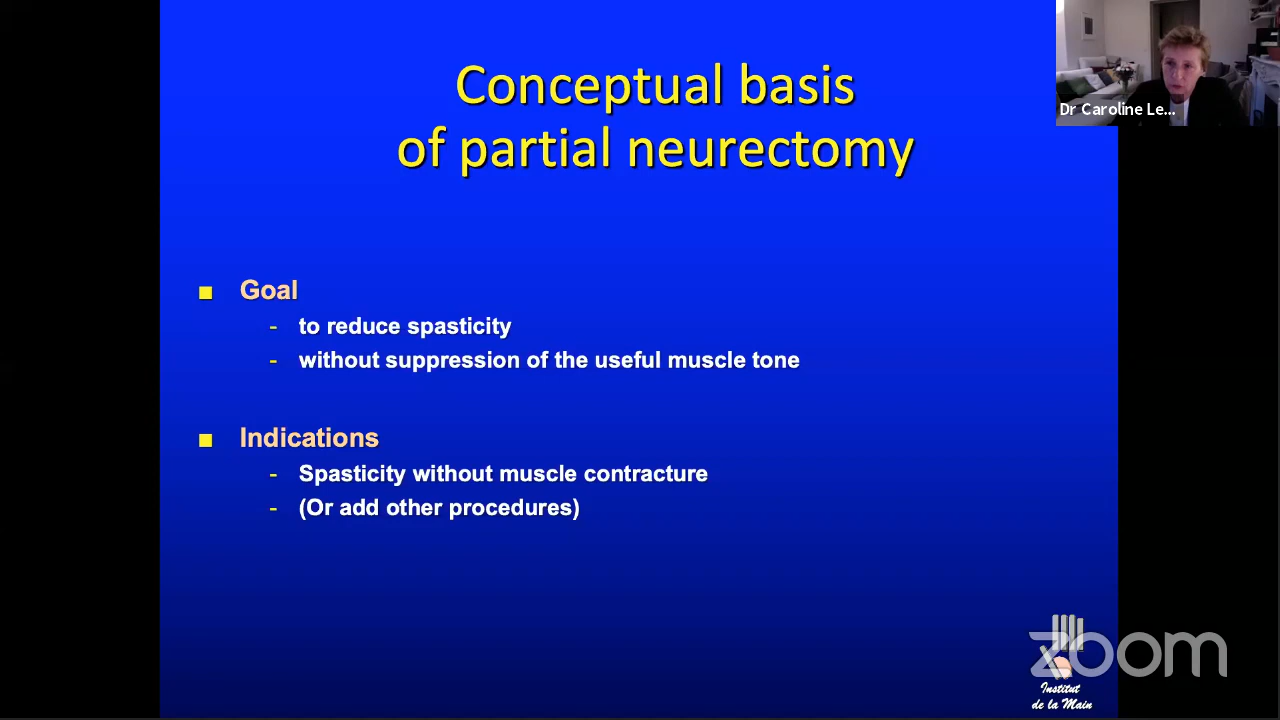 Conceptual basis
of partial neurectomy
Dr Caroline Le...
■ Goal
- to reduce spasticity
- without suppression of the useful muscle tone
■ Indications
- Spasticity without muscle contracture
- (Or add other procedures)
zoom
Institut
de la Main